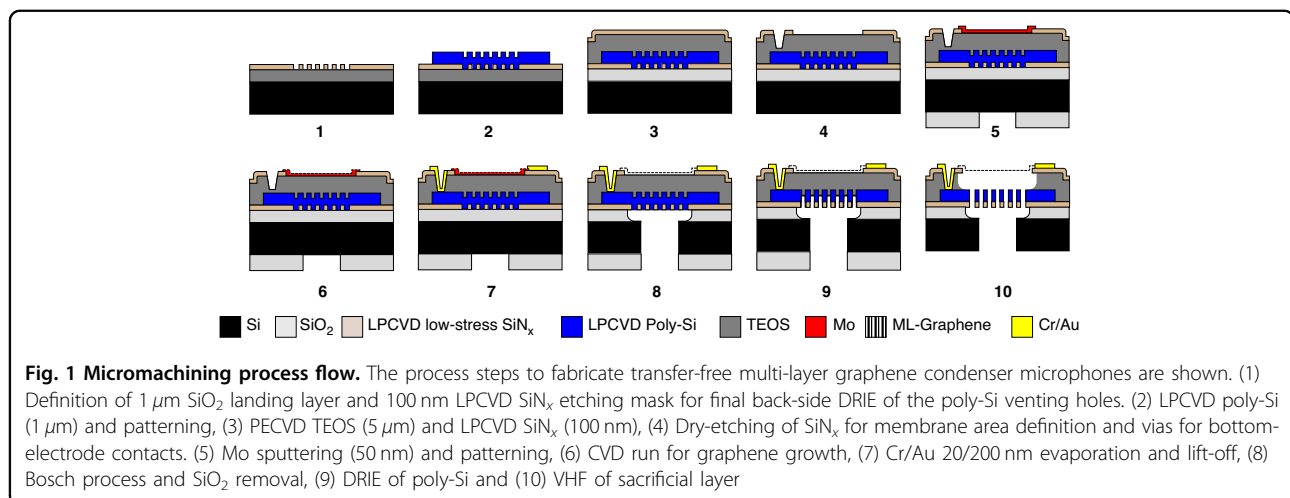 1
2
3
4
5
6
7
8
9
10
Si SiO2 LPCVD low-stress SiNx LPCVD Poly-Si TEOS Mo ML-Graphene Cr/Au
Fig. 1 Micromachining process flow. The process steps to fabricate transfer-free multi-layer graphene condenser microphones are shown. (1)
Definition of 1 μm SiO2 landing layer and 100 nm LPCVD SiNx etching mask for final back-side DRIE of the poly-Si venting holes. (2) LPCVD poly-Si
(1 μm) and patterning, (3) PECVD TEOS (5 μm) and LPCVD SiNx (100 nm), (4) Dry-etching of SiNx for membrane area definition and vias for bottom-
electrode contacts. (5) Mo sputtering (50 nm) and patterning, (6) CVD run for graphene growth, (7) Cr/Au 20/200 nm evaporation and lift-off, (8)
Bosch process and SiO2 removal, (9) DRIE of poly-Si and (10) VHF of sacrificial layer